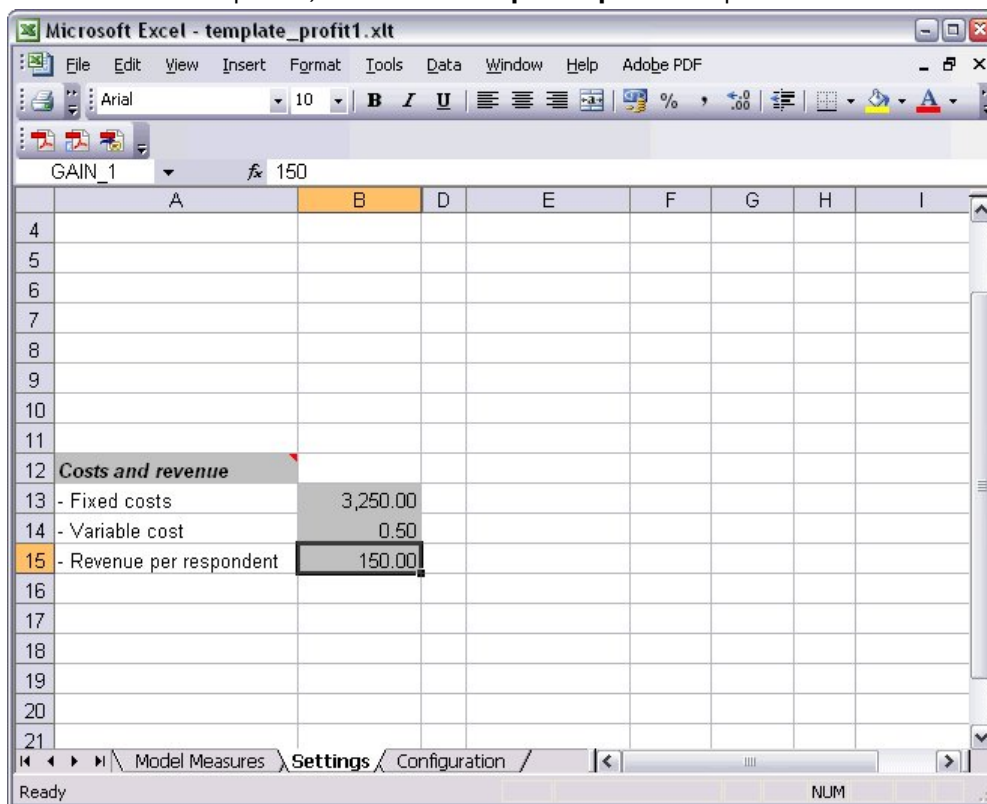 Microsoft Excel - template_profit1.xlt
File Edit View Insert Format Tools Data Window Help Adobe PDF
Arial 10 B I U % , A
GAIN_1 fx 150
A B D E F G H I
4
5
6
7
8
9
10
11
12 Costs and revenue
13 - Fixed costs 3,250.00
14 - Variable cost 0.50
15 - Revenue per respondent 150.00
16
17
18
19
20
21
Model Measures Settings Configuration
Ready NUM